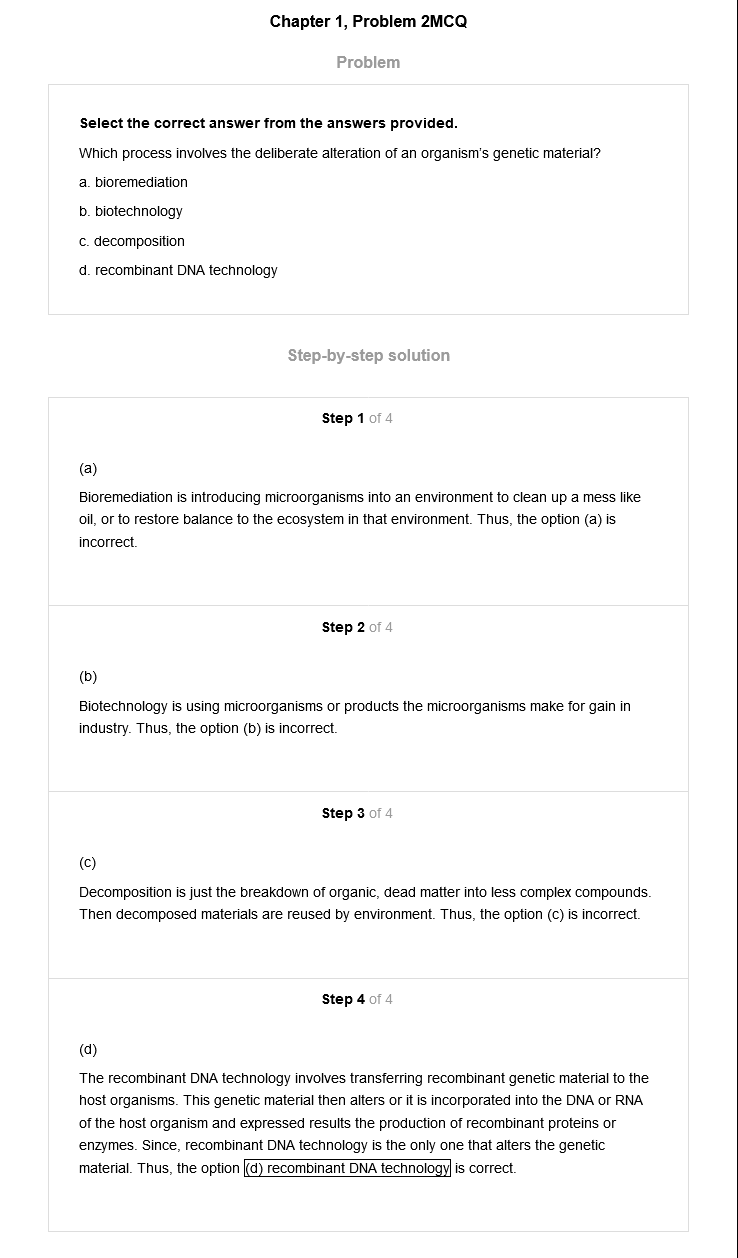 Chapter 1, Problem 2MCQ
Problem
Select the correct answer from the answers provided.
Which process involves the deliberate alteration of an organism's genetic material?
a. bioremediation
b. biotechnology
c. decomposition
d. recombinant DNA technology
Step-by-step solution
Step 1 of 4
(a)
Bioremediation is introducing microorganisms into an environment to clean up a mess like
oil, or to restore balance to the ecosystem in that environment. Thus, the option (a) is
incorrect.
Step 2 of 4
(b)
Biotechnology is using microorganisms or products the microorganisms make for gain in
industry. Thus, the option (b) is incorrect.
Step 3 of 4
(c)
Decomposition is just the breakdown of organic, dead matter into less complex compounds.
Then decomposed materials are reused by environment. Thus, the option (c) is incorrect.
Step 4 of 4
(d)
The recombinant DNA technology involves transferring recombinant genetic material to the
host organisms. This genetic material then alters or it is incorporated into the DNA or RNA
of the host organism and expressed results the production of recombinant proteins or
enzymes. Since, recombinant DNA technology is the only one that alters the genetic
material. Thus, the option (d) recombinant DNA technology is correct.